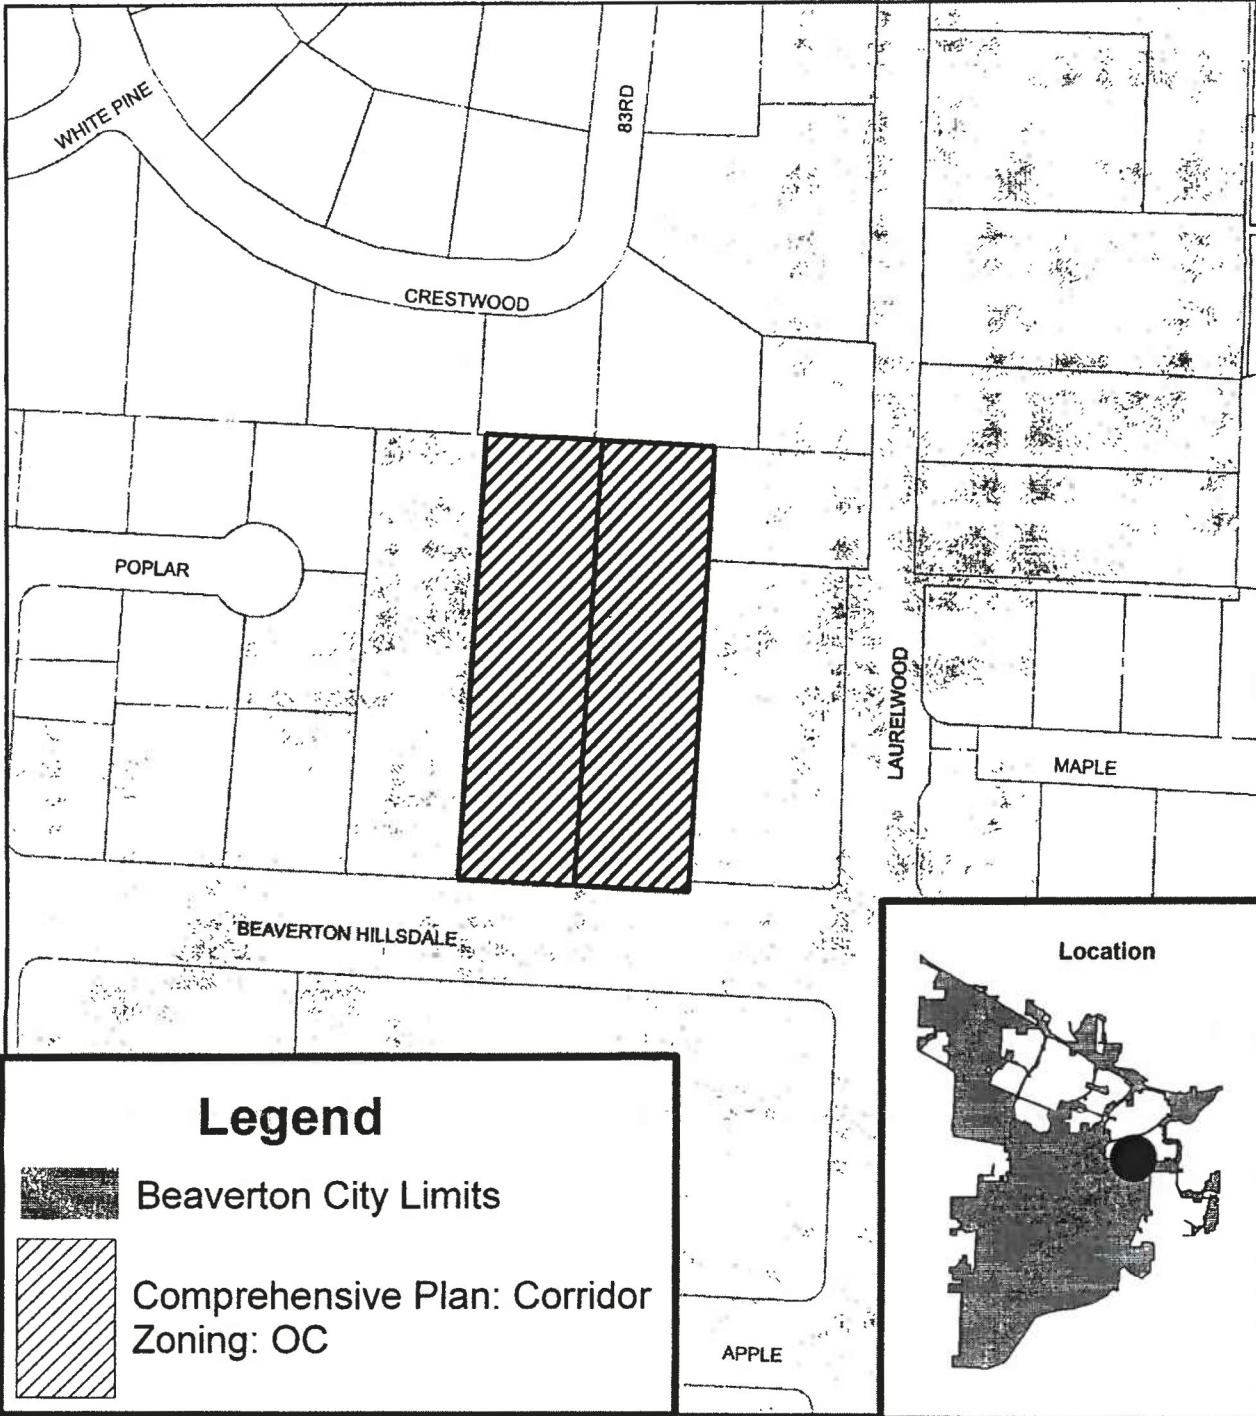 WHITE PINE
83RD
CRESTWOOD
POPLAR
LAURELWOOD
MAPLE
BEAVERTON HILLSDALE
Location
Legend
Beaverton City Limits
Comprehensive Plan: Corridor
Zoning: OC
APPLE